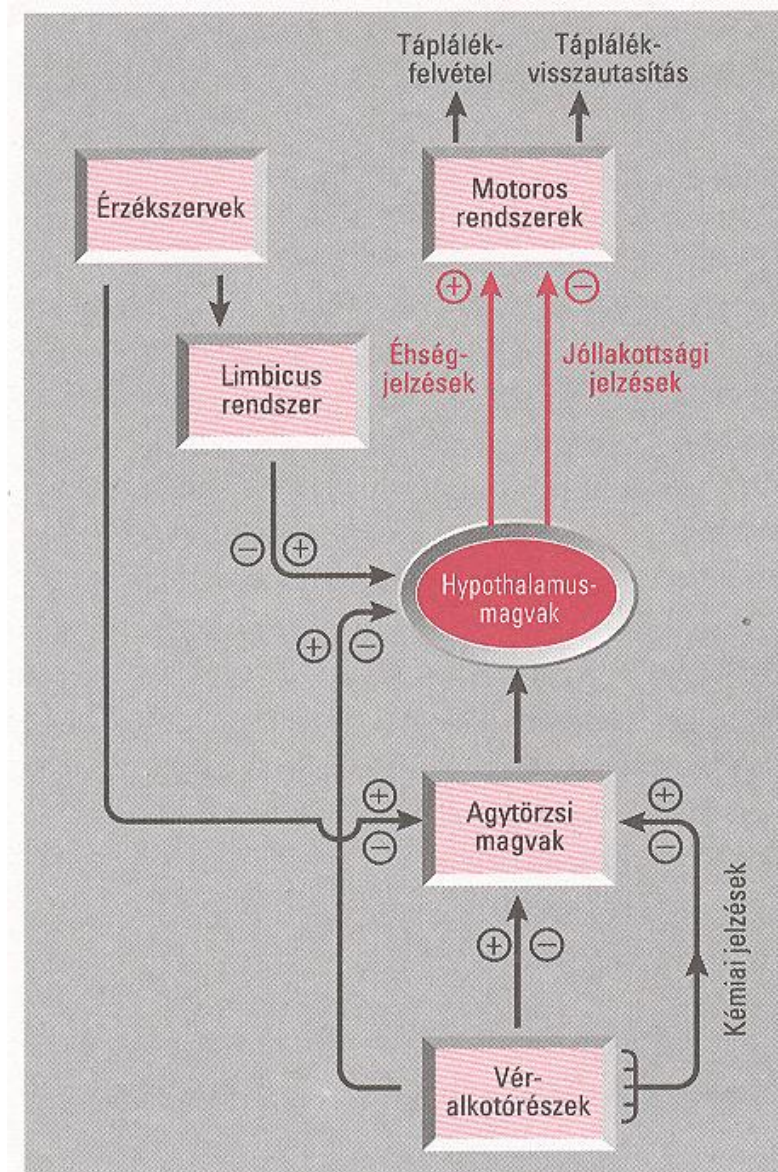 Táplálék-
felvétel
Táplálék-
visszautasítás
Érzékszervek
Motoros
rendszerek
+
−
Éhség-
jelzések
Jóllakottsági
jelzések
Limbicus
rendszer
− +
Hypothalamus-
magvak
+ −
Agytörzsi
magvak
+
−
+
−
+ −
Kémiai jelzések
Vér-
alkotórészek